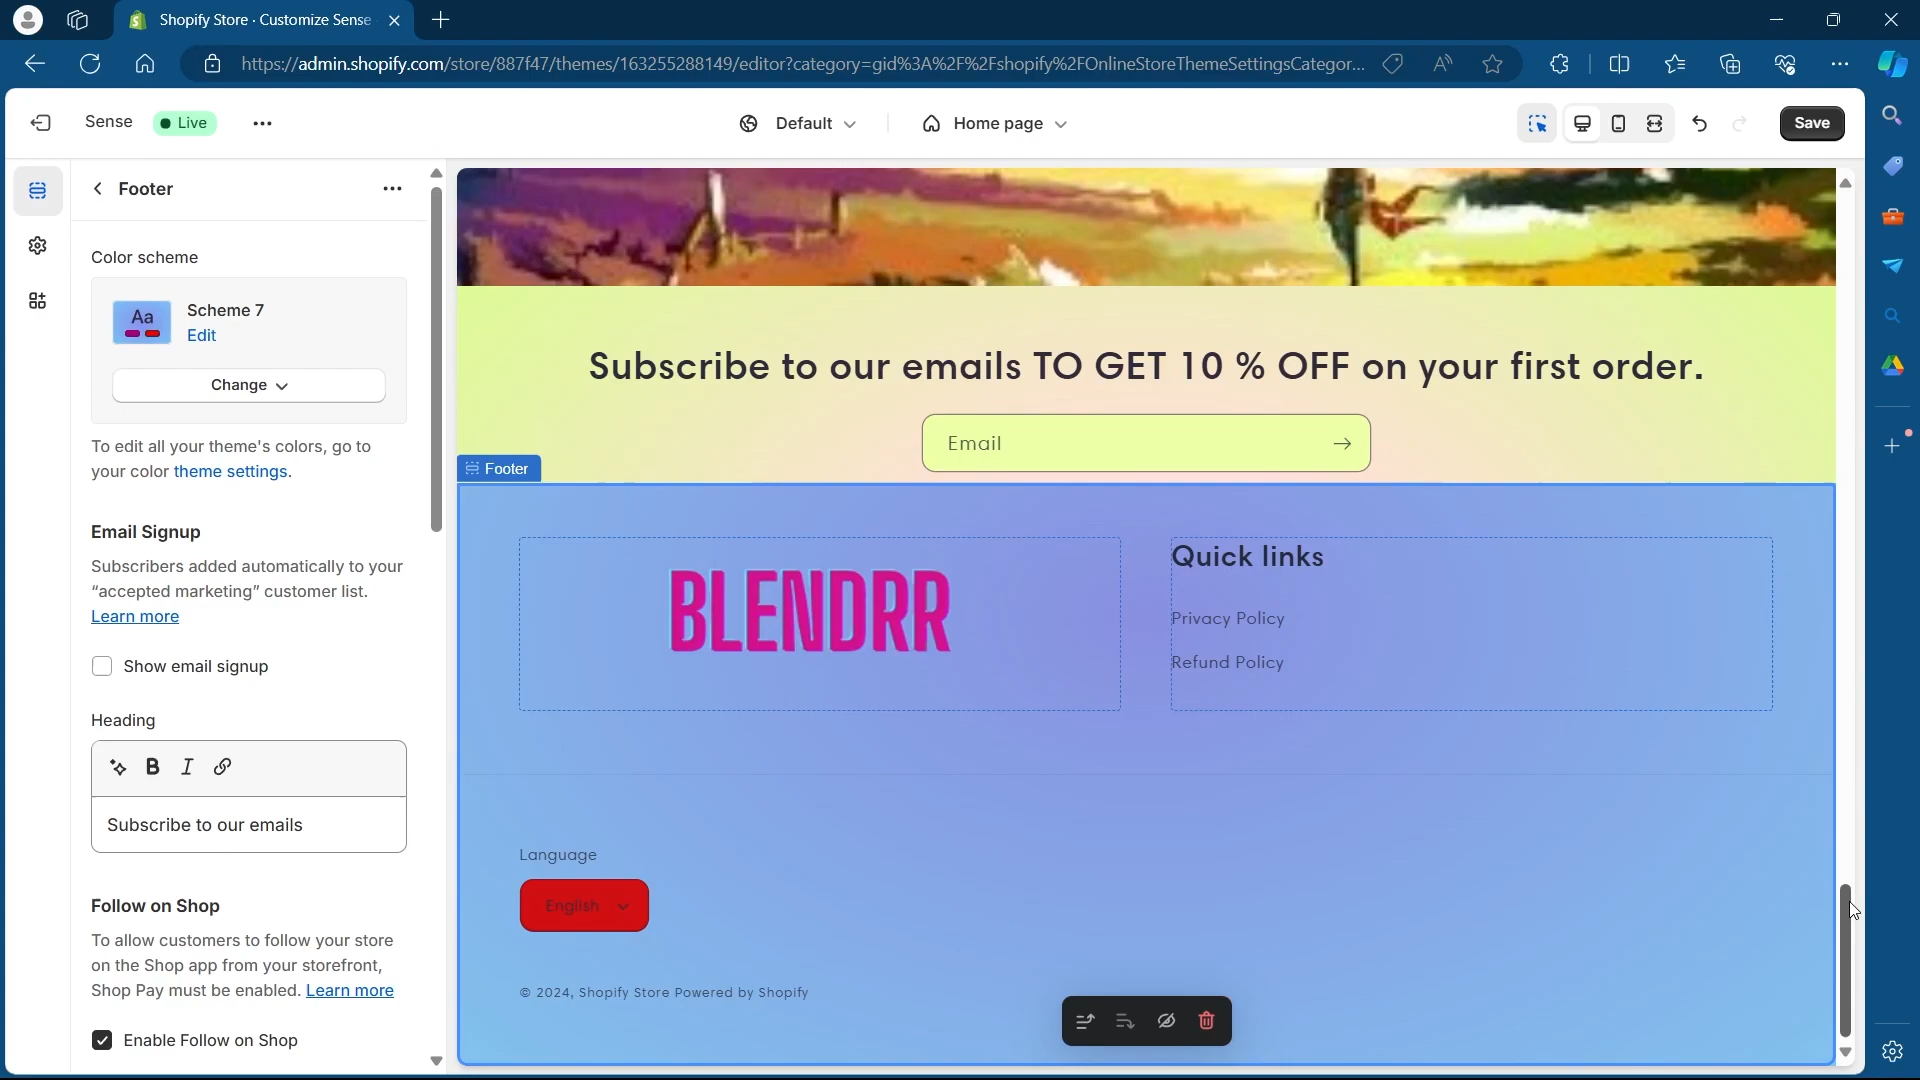 Shopify Store · Customize Sense
https://admin.shopify.com/store/887f47/themes/163255288149/editor?category=gid%3A%2F%2Fshopify%2FOnlineStoreThemeSettingsCategor...
Sense
Live
Default
Home page
Save
Footer
Color scheme
Aa
Scheme 7
Edit
Change
To edit all your theme's colors, go to
your color theme settings.
Email Signup
Subscribers added automatically to your
“accepted marketing” customer list.
Learn more
Show email signup
Heading
B I
Subscribe to our emails
Follow on Shop
To allow customers to follow your store
on the Shop app from your storefront,
Shop Pay must be enabled. Learn more
Enable Follow on Shop
Subscribe to our emails TO GET 10 % OFF on your first order.
Email
Footer
BLENDRR
Quick links
Privacy Policy
Refund Policy
Language
English
© 2024, Shopify Store Powered by Shopify